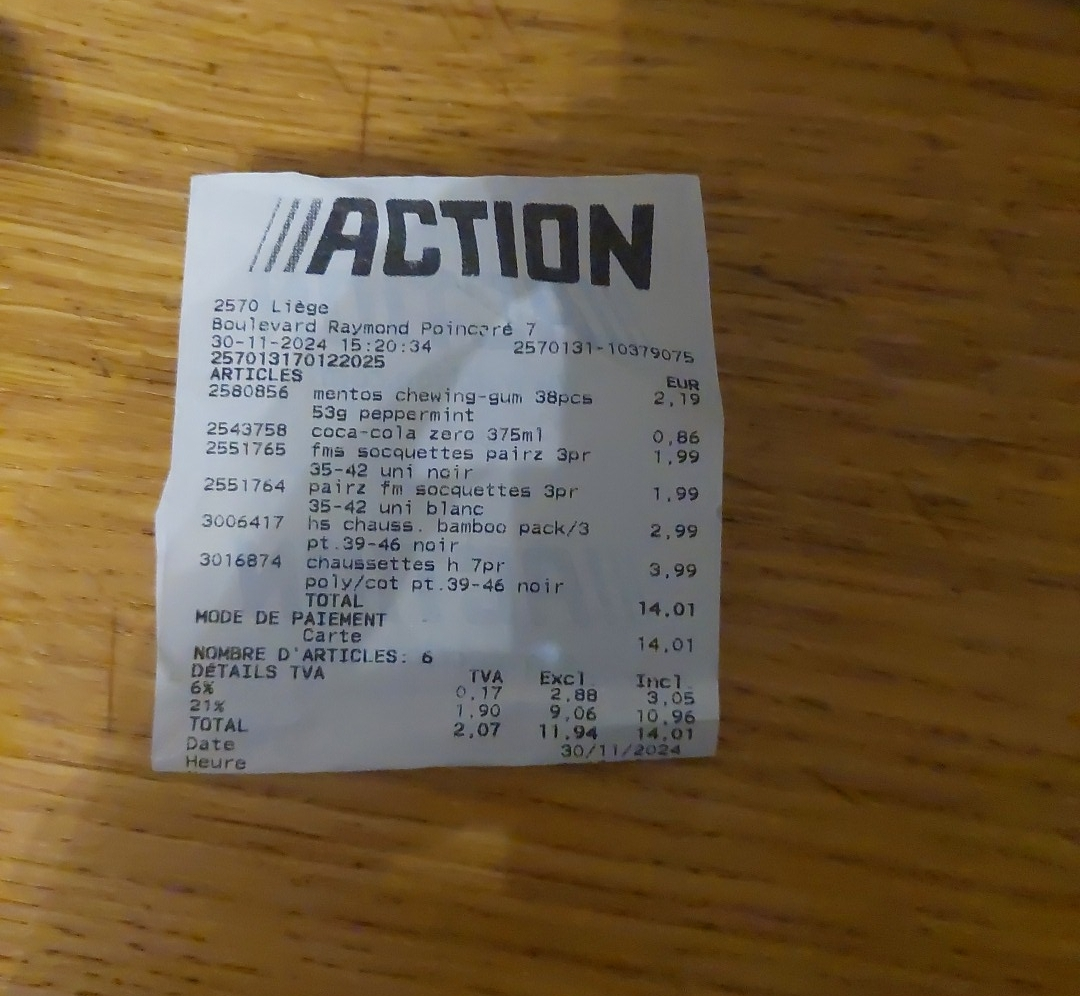 ACTION
2570 Liège
Boulevard Raymond Poincaré 7
30-11-2024 15:20:34 2570131-10379075
257013170122025
ARTICLES EUR
2580856 mentos chewing-gum 38pcs 2,19
53g peppermint
2543758 coca-cola zero 375ml 0,86
2551765 fms socquettes pairz 3pr 1,99
35-42 uni noir
2551764 pairz fm socquettes 3pr 1,99
35-42 uni blanc
3006417 hs chauss. bamboo pack/3 2,99
pt.39-46 noir
3016874 chaussettes h 7pr 3,99
poly/cot pt.39-46 noir
TOTAL 14,01
MODE DE PAIEMENT
Carte 14,01
NOMBRE D'ARTICLES: 6
DÉTAILS TVA TVA Excl. Incl.
6% 0,17 2,88 3,05
21% 1,90 9,06 10,96
TOTAL 2,07 11,94 14,01
Date 30/11/2024
Heure